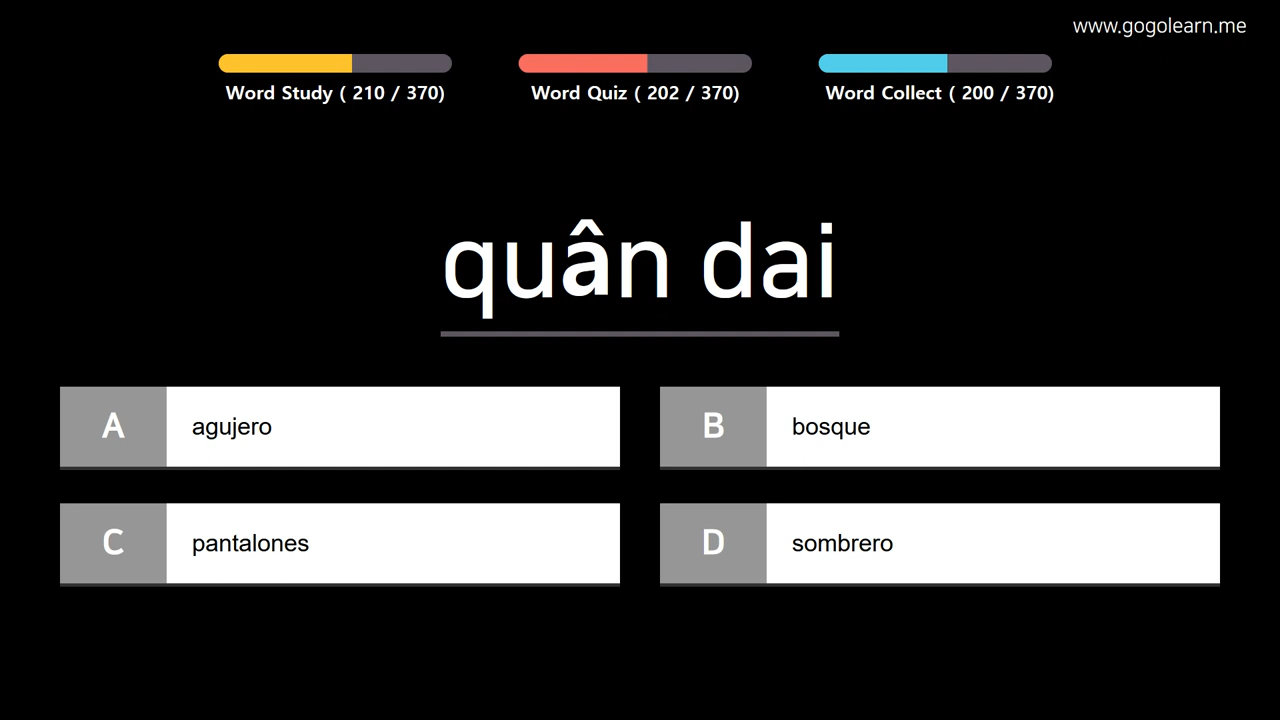 www.gogolearn.me
Word Study ( 210 / 370)
Word Quiz ( 202 / 370)
Word Collect ( 200 / 370)
quân dai
A agujero
B bosque
C pantalones
D sombrero